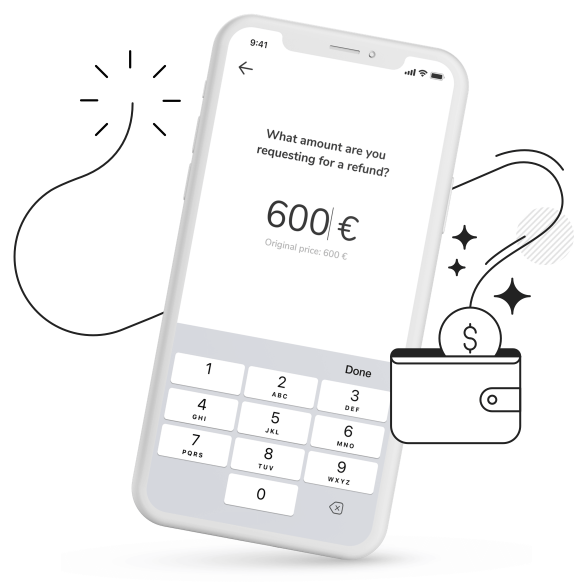 9:41
What amount are you
requesting for a refund?
600 €
Original price: 600 €
Done
1
2
ABC
3
DEF
4
GHI
5
JKL
6
MNO
7
PQRS
8
TUV
9
WXYZ
0
$